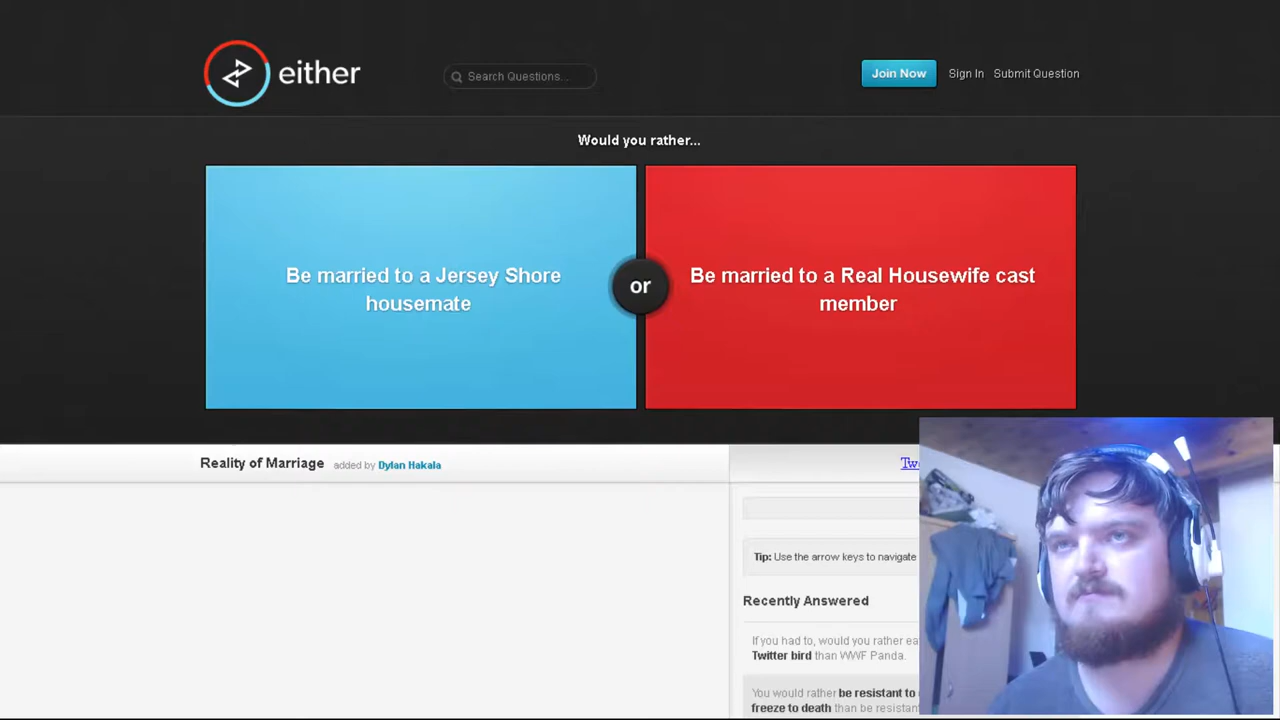 either
Search Questions...
Join Now
Sign In
Submit Question
Would you rather...
Be married to a Jersey Shore
housemate
or
Be married to a Real Housewife cast
member
Reality of Marriage added by Dylan Hakala
Tip: Use the arrow keys to navigate
Recently Answered
If you had to, would you rather
Twitter bird than WWF Panda.
You would rather be resistant to
freeze to death than be